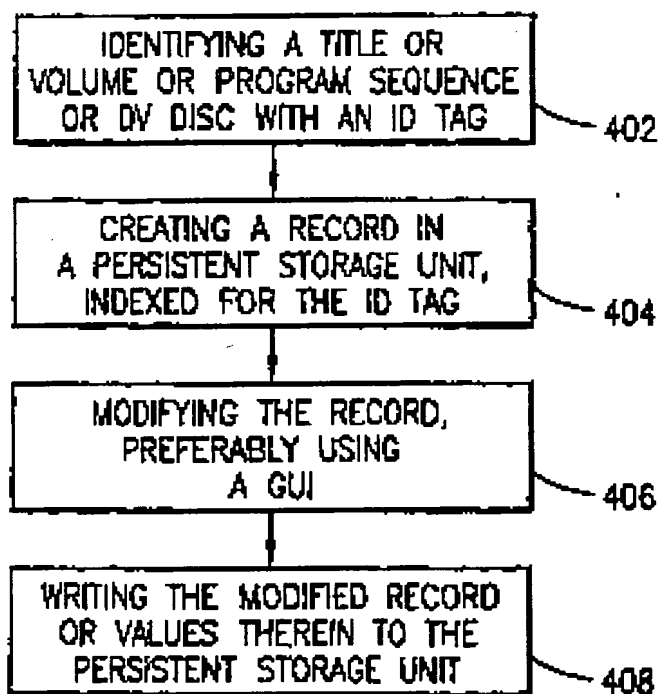 IDENTIFYING A TITLE OR
VOLUME OR PROGRAM SEQUENCE
OR DV DISC WITH AN ID TAG
402
CREATING A RECORD IN
A PERSISTENT STORAGE UNIT,
INDEXED FOR THE ID TAG
404
MODIFYING THE RECORD,
PREFERABLY USING
A GUI
406
WRITING THE MODIFIED RECORD
OR VALUES THEREIN TO THE
PERSISTENT STORAGE UNIT
408